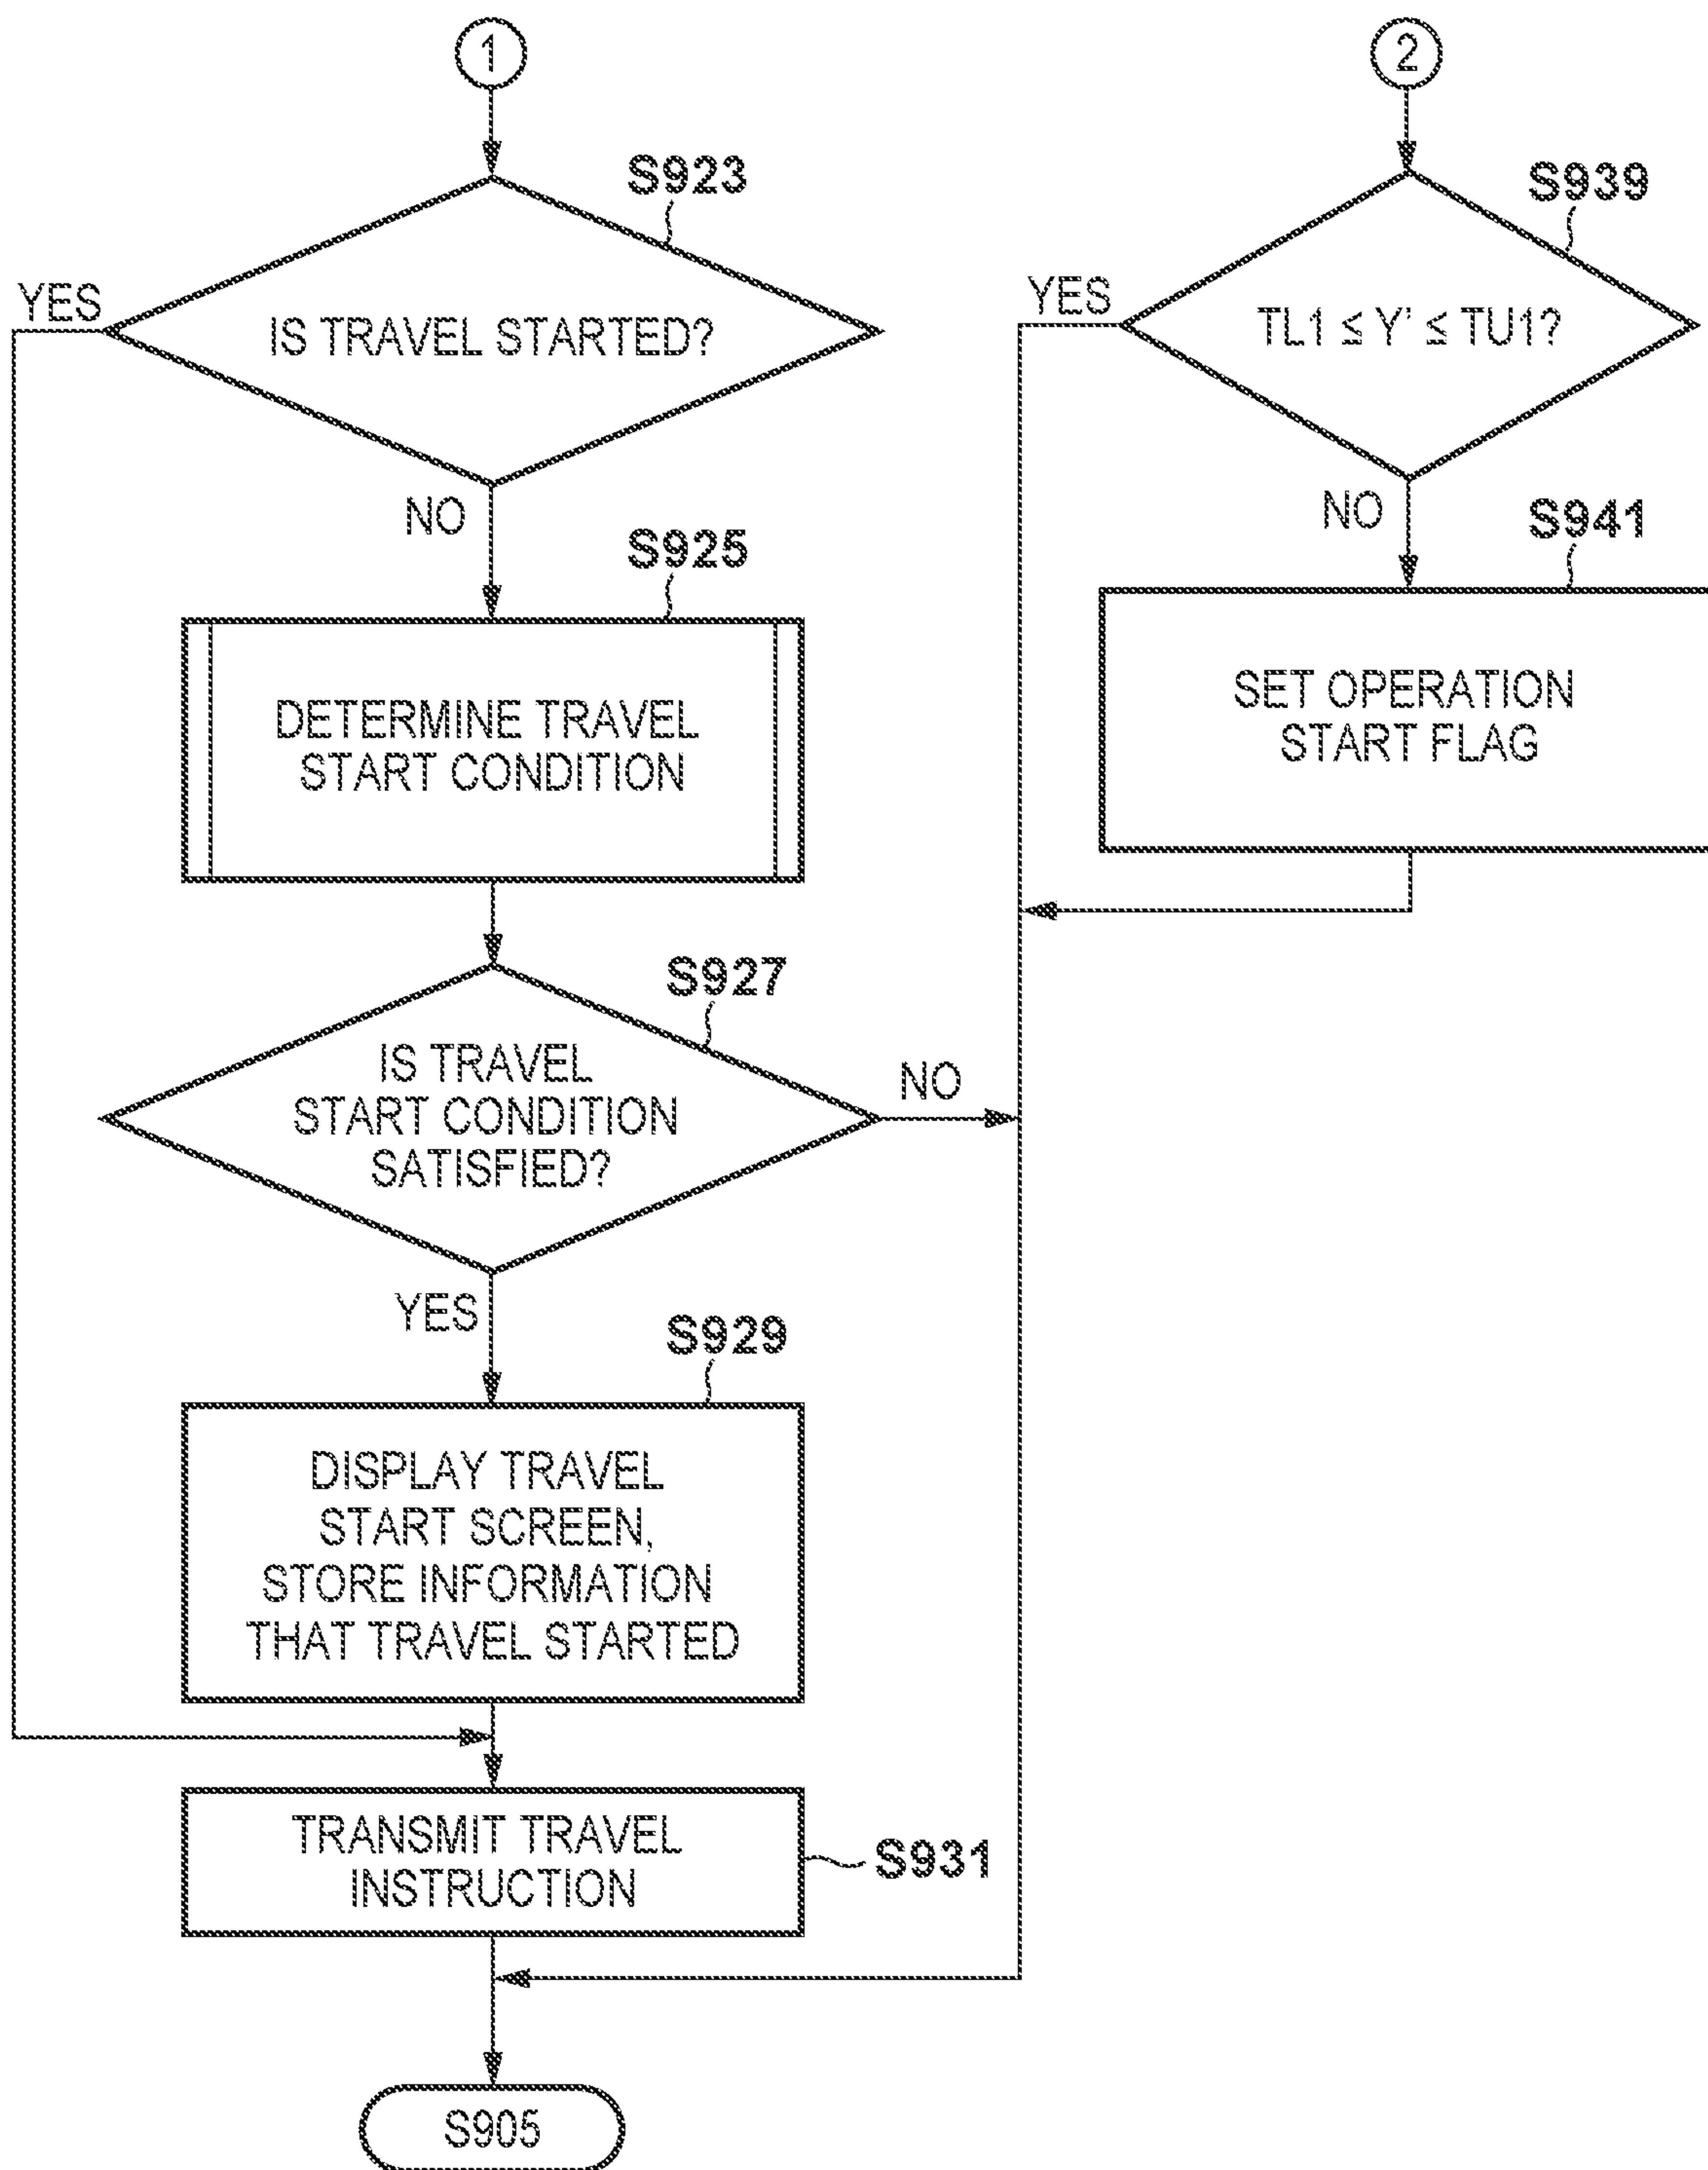 1
S923
YES
IS TRAVEL STARTED?
NO
S925
DETERMINE TRAVEL
START CONDITION
S927
IS TRAVEL
START CONDITION
SATISFIED?
NO
YES
S929
DISPLAY TRAVEL
START SCREEN,
STORE INFORMATION
THAT TRAVEL STARTED
TRANSMIT TRAVEL
INSTRUCTION
S931
S905
2
S939
YES
TL1 ≤ Y' ≤ TU1?
NO
S941
SET OPERATION
START FLAG